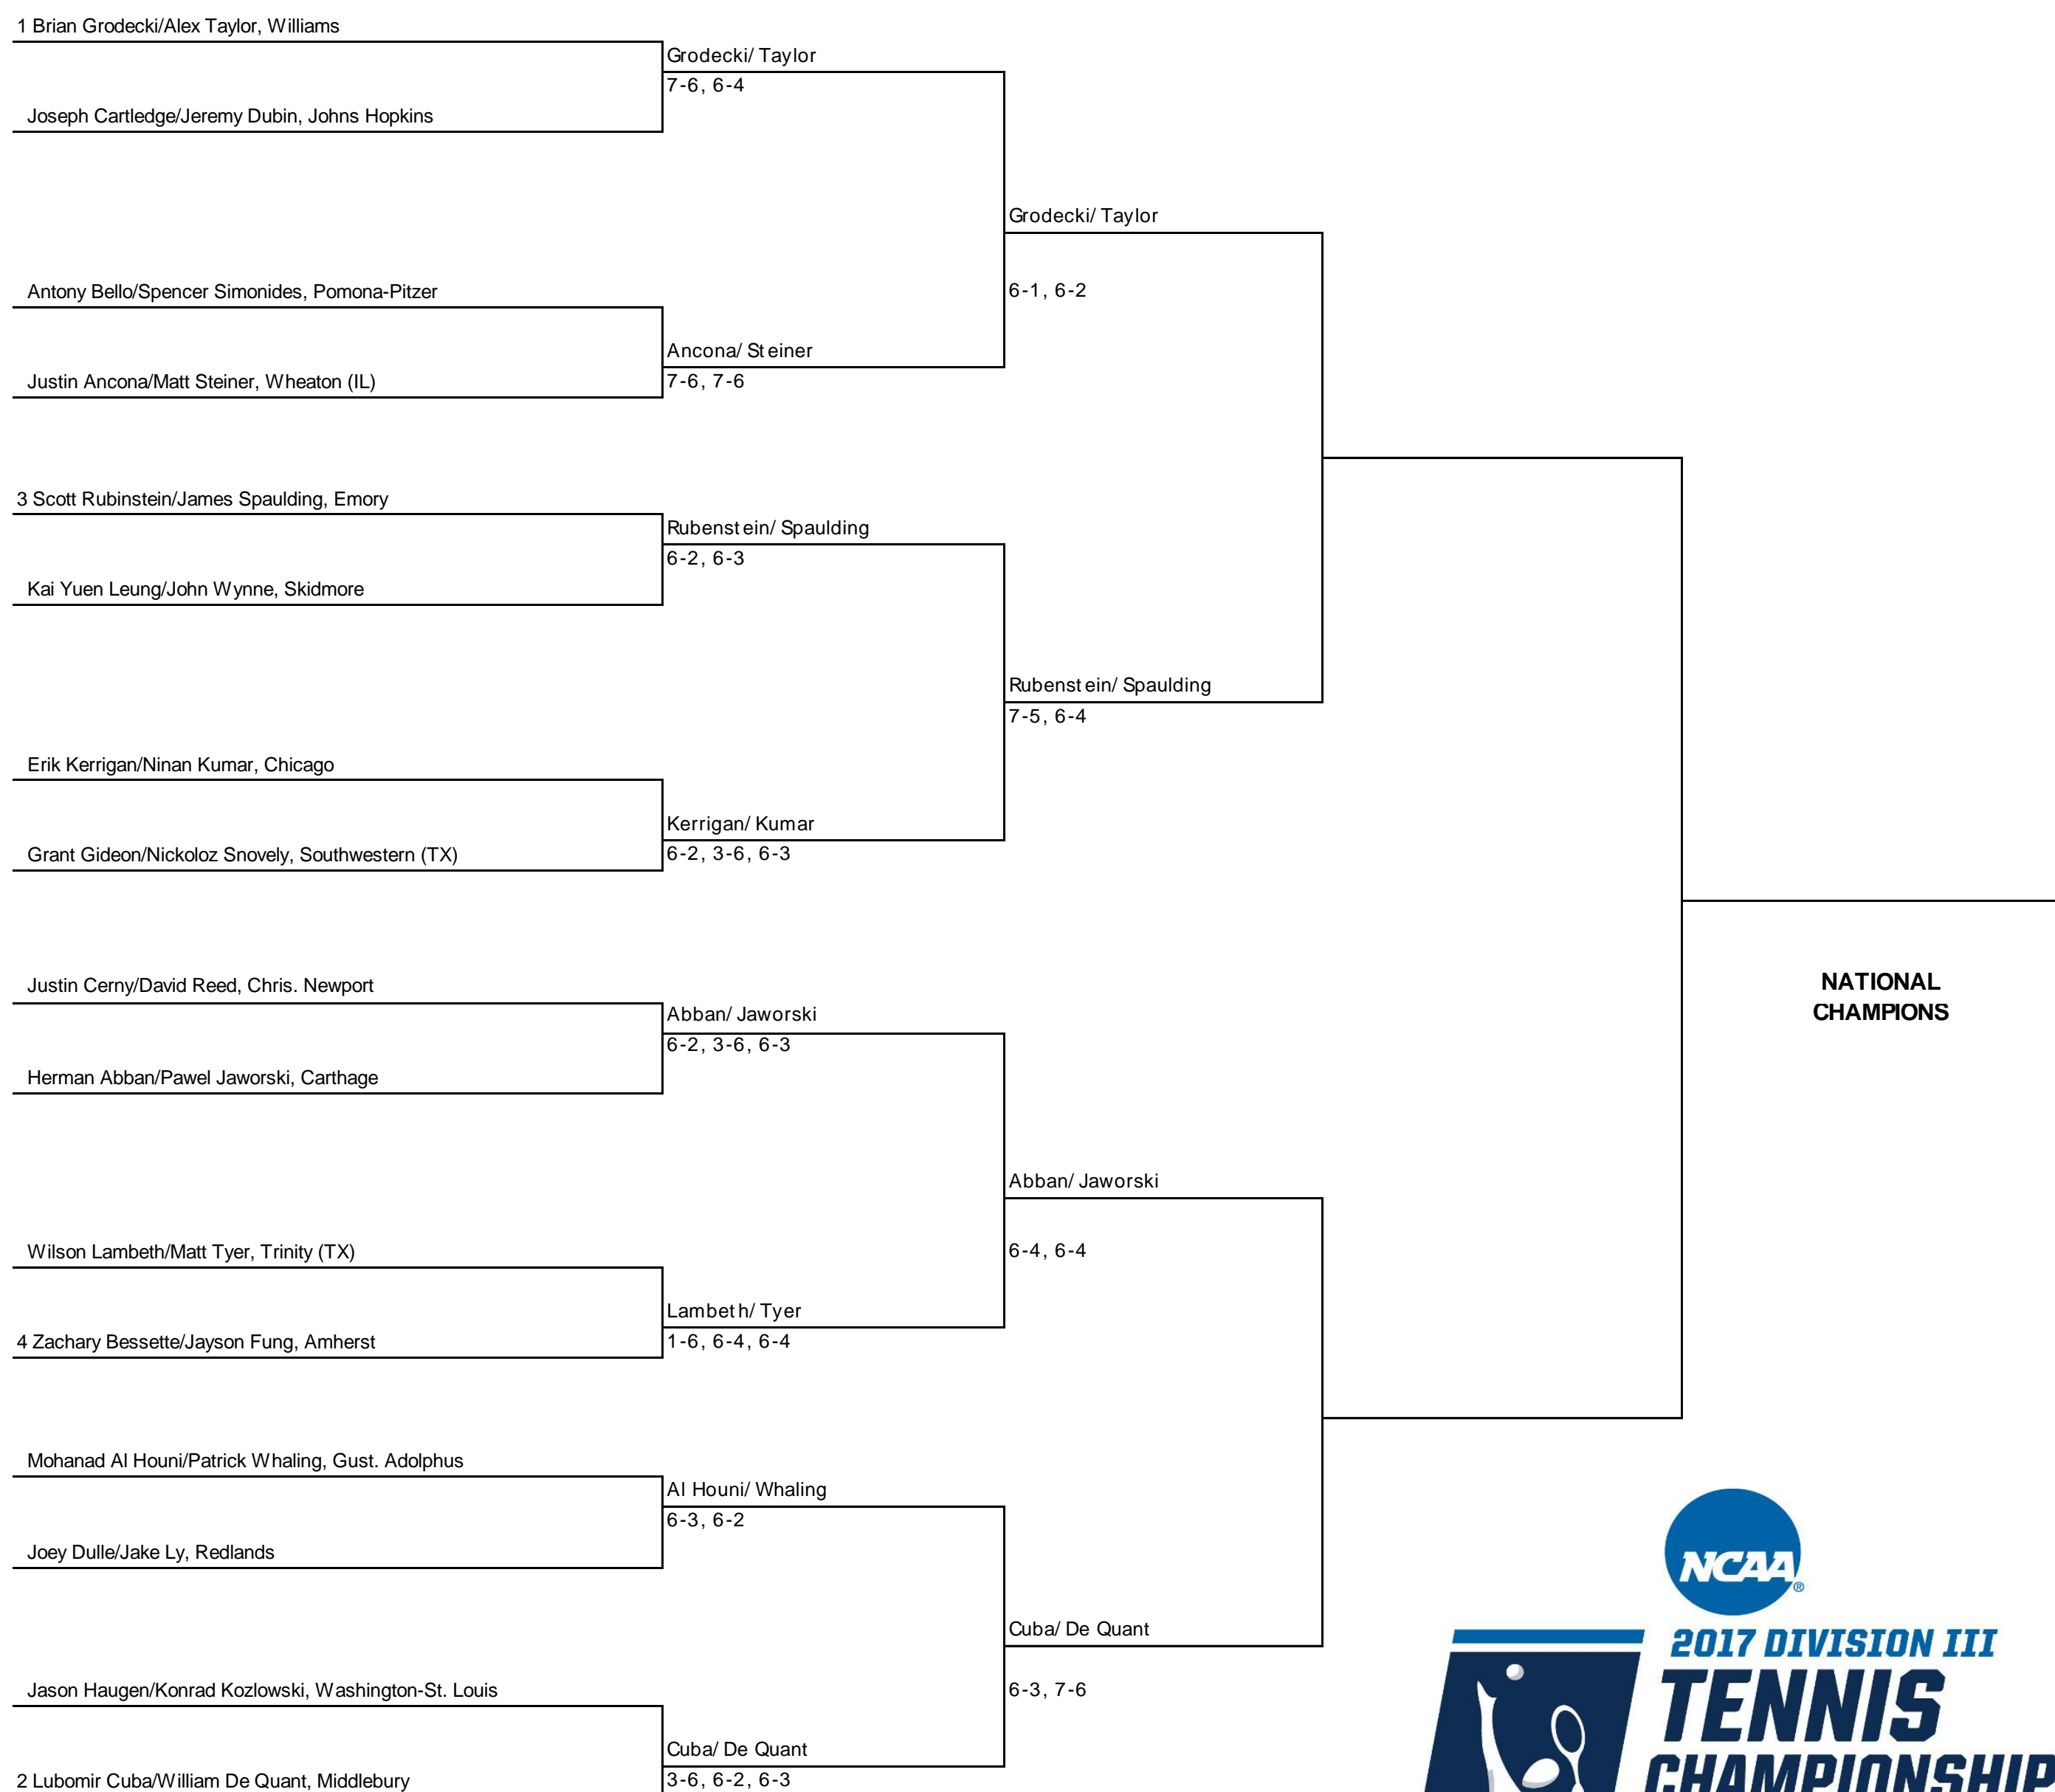 1 Brian Grodecki/Alex Taylor, Williams
Grodecki/ Taylor
7-6, 6-4
Joseph Cartledge/Jeremy Dubin, Johns Hopkins
Grodecki/ Taylor
Antony Bello/Spencer Simonides, Pomona-Pitzer
6-1, 6-2
Ancona/ Steiner
Justin Ancona/Matt Steiner, Wheaton (IL)
7-6, 7-6
3 Scott Rubinstein/James Spaulding, Emory
Rubenstein/ Spaulding
6-2, 6-3
Kai Yuen Leung/John Wynne, Skidmore
Rubenstein/ Spaulding
7-5, 6-4
Erik Kerrigan/Ninan Kumar, Chicago
Kerrigan/ Kumar
Grant Gideon/Nickoloz Snovely, Southwestern (TX)
6-2, 3-6, 6-3
Justin Cerny/David Reed, Chris. Newport
NATIONAL
CHAMPIONS
Abban/ Jaworski
6-2, 3-6, 6-3
Herman Abban/Pawel Jaworski, Carthage
Abban/ Jaworski
Wilson Lambeth/Matt Tyer, Trinity (TX)
6-4, 6-4
Lambeth/ Tyer
4 Zachary Bessette/Jayson Fung, Amherst
1-6, 6-4, 6-4
Mohanad Al Houni/Patrick Whaling, Gust. Adolphus
Al Houni/ Whaling
6-3, 6-2
Joey Dulle/Jake Ly, Redlands
NCAA®
Cuba/ De Quant
2017 DIVISION III
Jason Haugen/Konrad Kozlowski, Washington-St. Louis
6-3, 7-6
TENNIS
Cuba/ De Quant
2 Lubomir Cuba/William De Quant, Middlebury
3-6, 6-2, 6-3
CHAMPIONSHIP